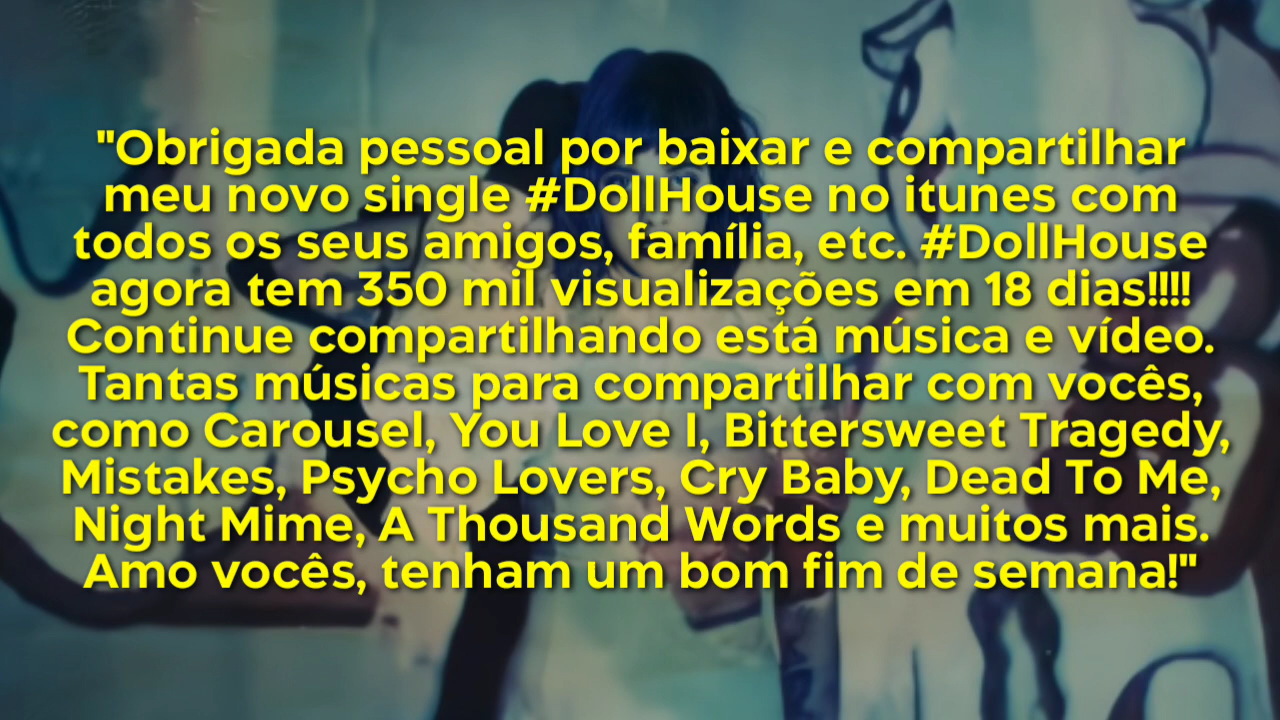 "Obrigada pessoal por baixar e compartilhar
meu novo single #DollHouse no itunes com
todos os seus amigos, família, etc. #DollHouse
agora tem 350 mil visualizações em 18 dias!!!!
Continue compartilhando está música e vídeo.
Tantas músicas para compartilhar com vocês,
como Carousel, You Love I, Bittersweet Tragedy,
Mistakes, Psycho Lovers, Cry Baby, Dead To Me,
Night Mime, A Thousand Words e muitos mais.
Amo vocês, tenham um bom fim de semana!"